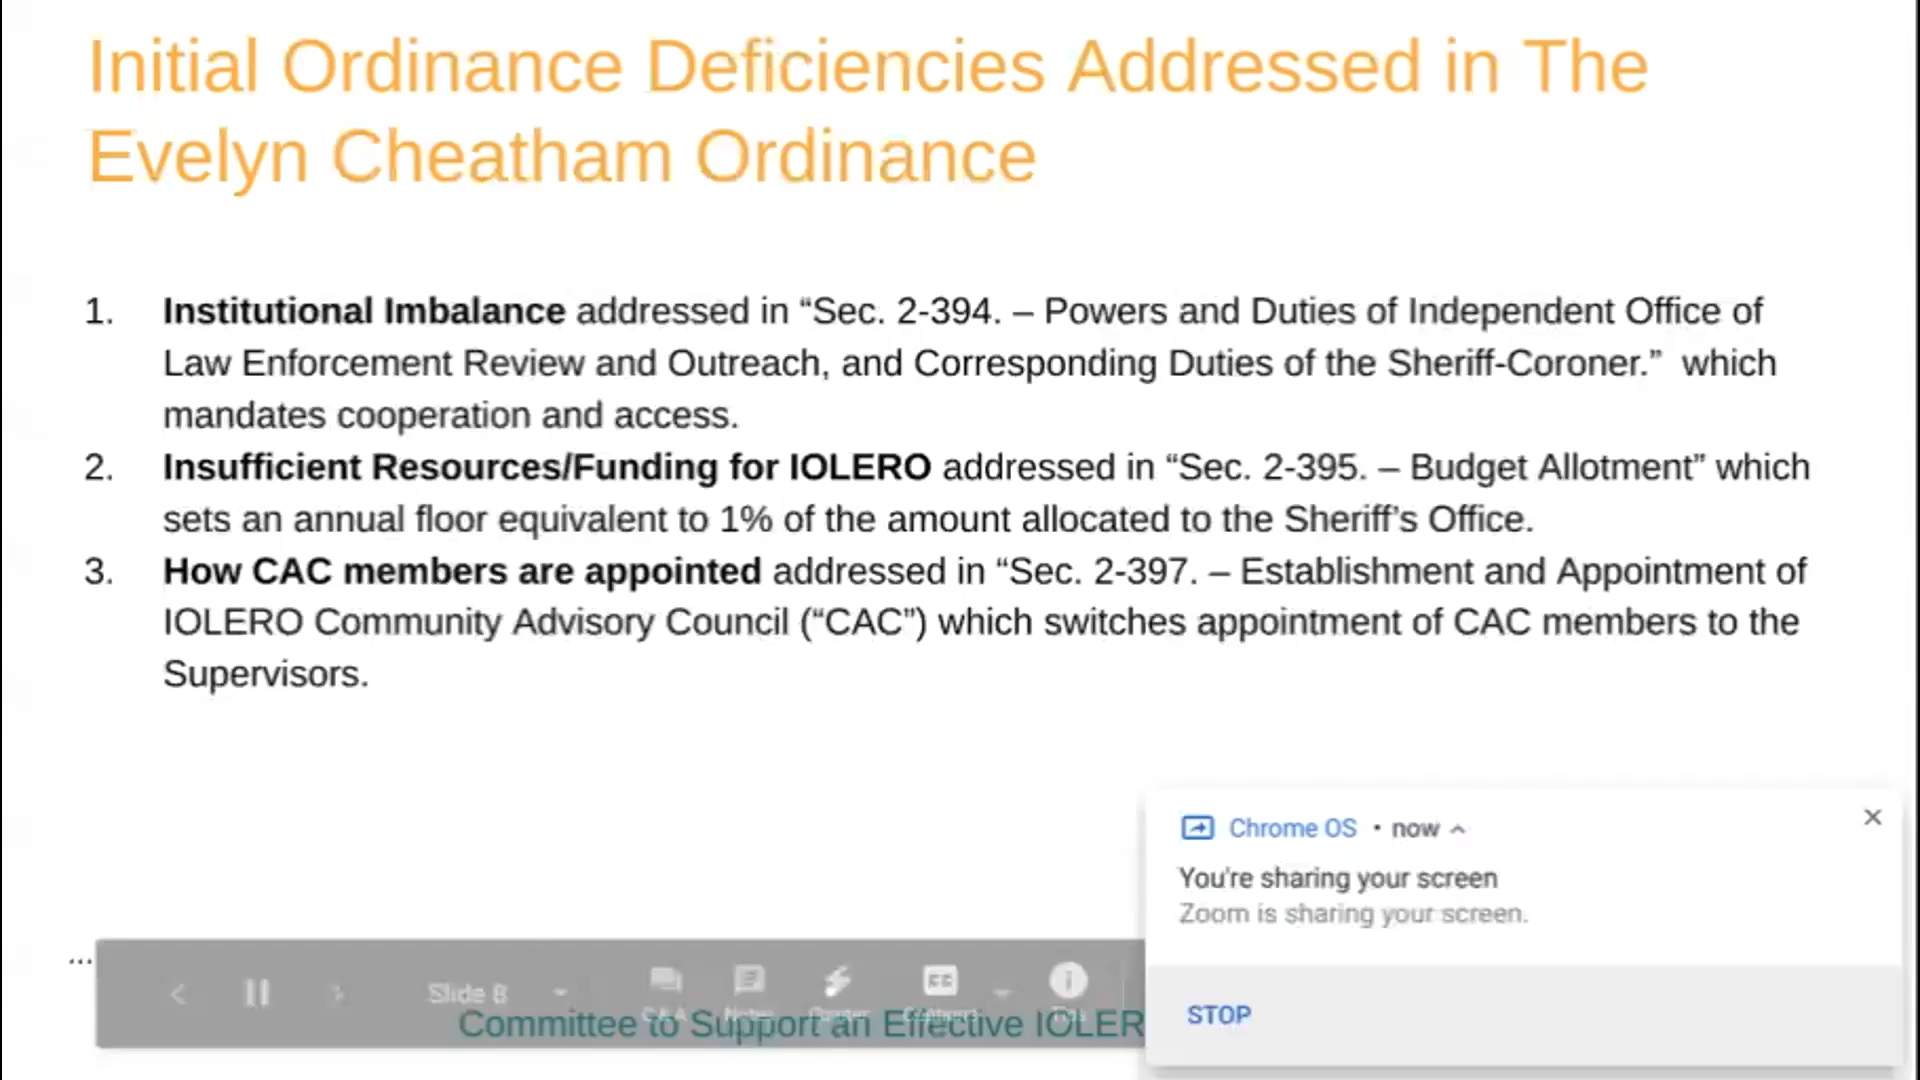 Initial Ordinance Deficiencies Addressed in The
Evelyn Cheatham Ordinance
1. Institutional Imbalance addressed in “Sec. 2-394. – Powers and Duties of Independent Office of
Law Enforcement Review and Outreach, and Corresponding Duties of the Sheriff-Coroner.” which
mandates cooperation and access.
2. Insufficient Resources/Funding for IOLERO addressed in “Sec. 2-395. – Budget Allotment” which
sets an annual floor equivalent to 1% of the amount allocated to the Sheriff’s Office.
3. How CAC members are appointed addressed in “Sec. 2-397. – Establishment and Appointment of
IOLERO Community Advisory Council (“CAC”) which switches appointment of CAC members to the
Supervisors.
Chrome OS • now
You're sharing your screen
Zoom is sharing your screen.
STOP
...
Slide 8
Q&A Notes Pointer Captions Tips
Committee to Support an Effective IOLER